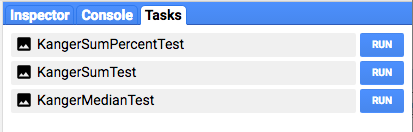 Inspector Console Tasks
KangerSumPercentTest RUN
KangerSumTest RUN
KangerMedianTest RUN